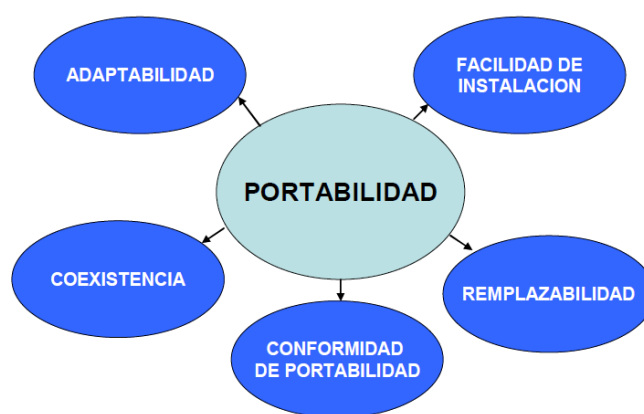 ADAPTABILIDAD
FACILIDAD DE
INSTALACION
PORTABILIDAD
COEXISTENCIA
REMPLAZABILIDAD
CONFORMIDAD
DE PORTABILIDAD